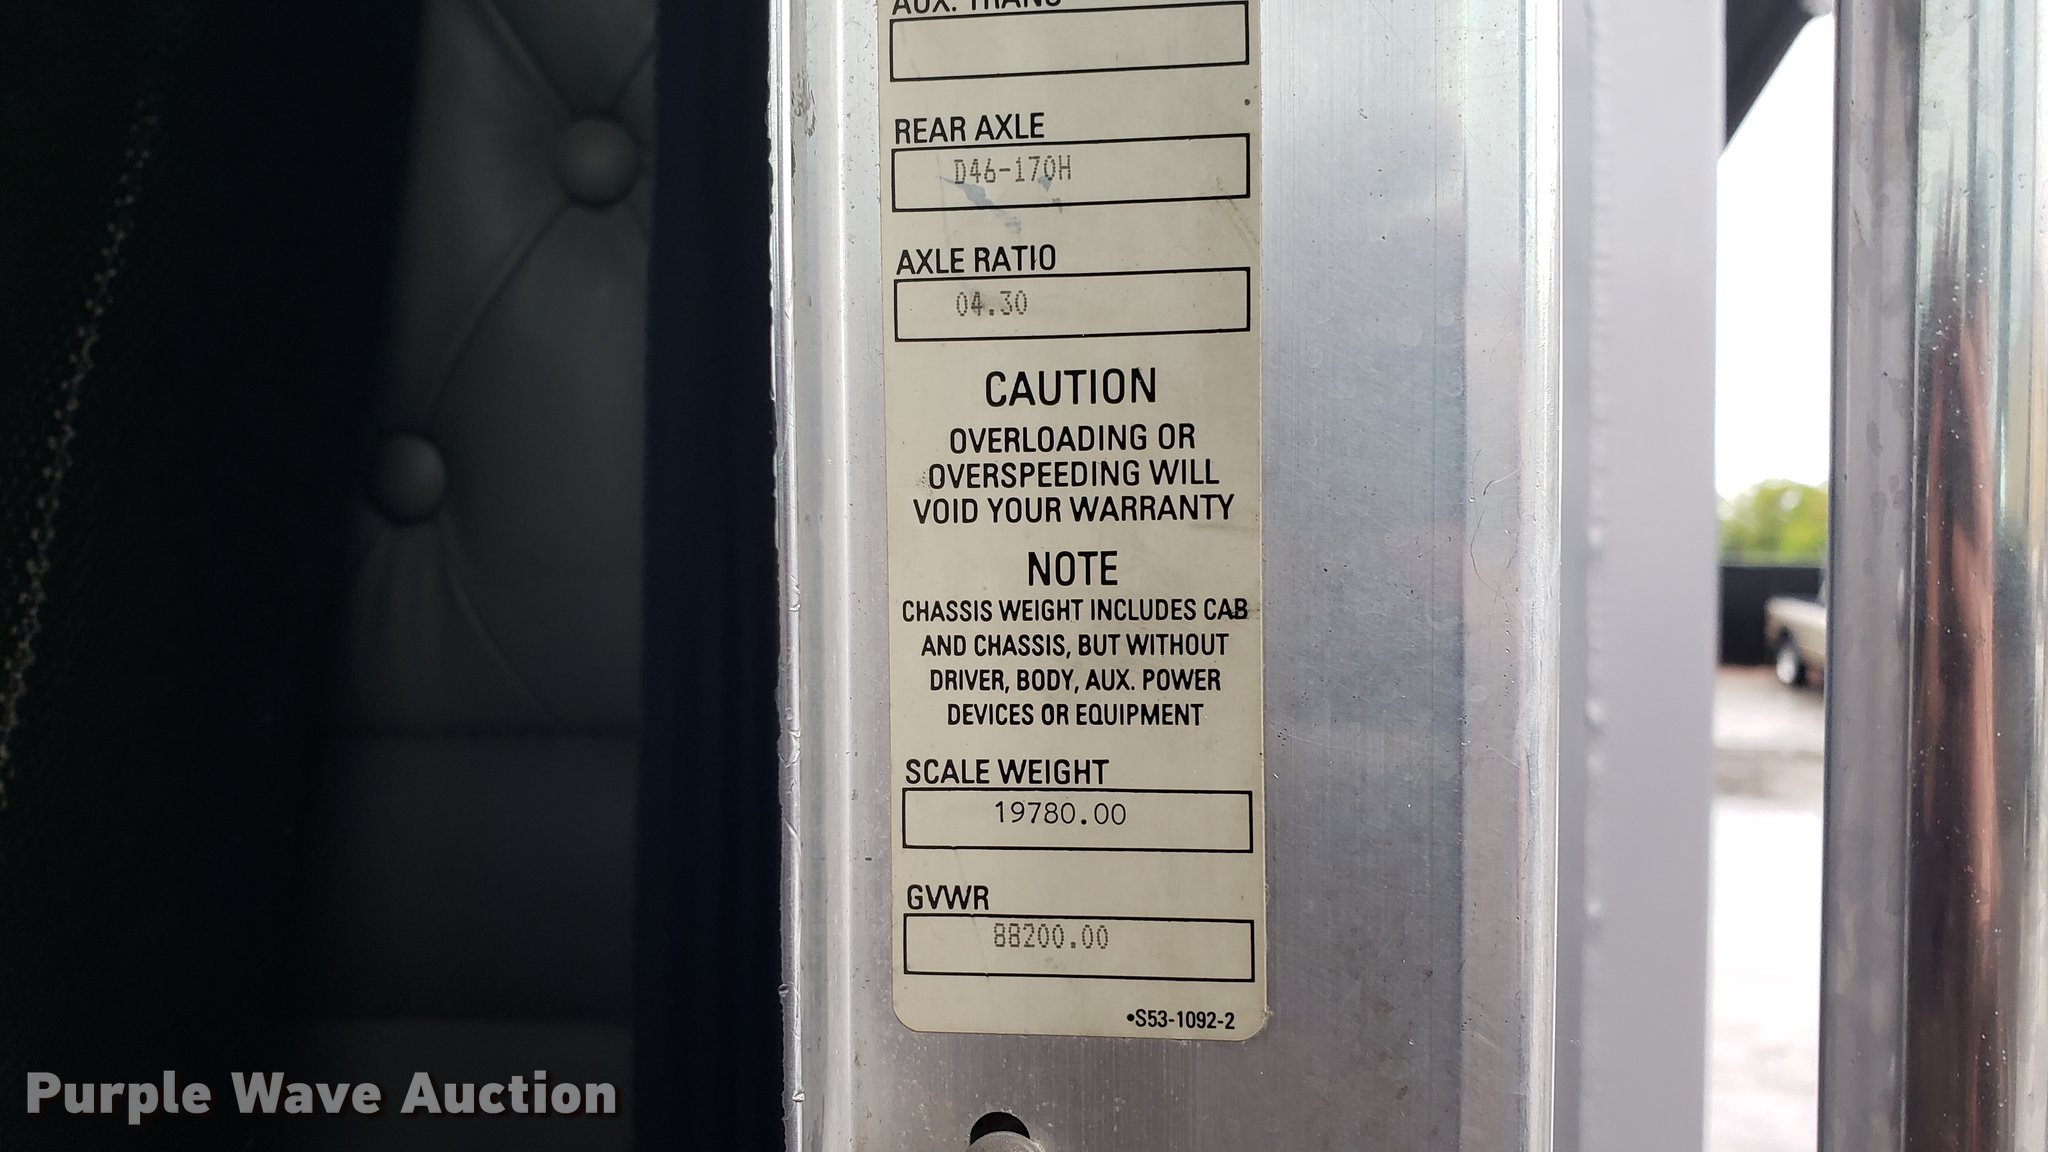 AUX. TRANS
REAR AXLE
D46-170H
AXLE RATIO
04.30
CAUTION
OVERLOADING OR
OVERSPEEDING WILL
VOID YOUR WARRANTY
NOTE
CHASSIS WEIGHT INCLUDES CAB
AND CHASSIS, BUT WITHOUT
DRIVER, BODY, AUX. POWER
DEVICES OR EQUIPMENT
SCALE WEIGHT
19780.00
GVWR
88200.00
•S53-1092-2
Purple Wave Auction